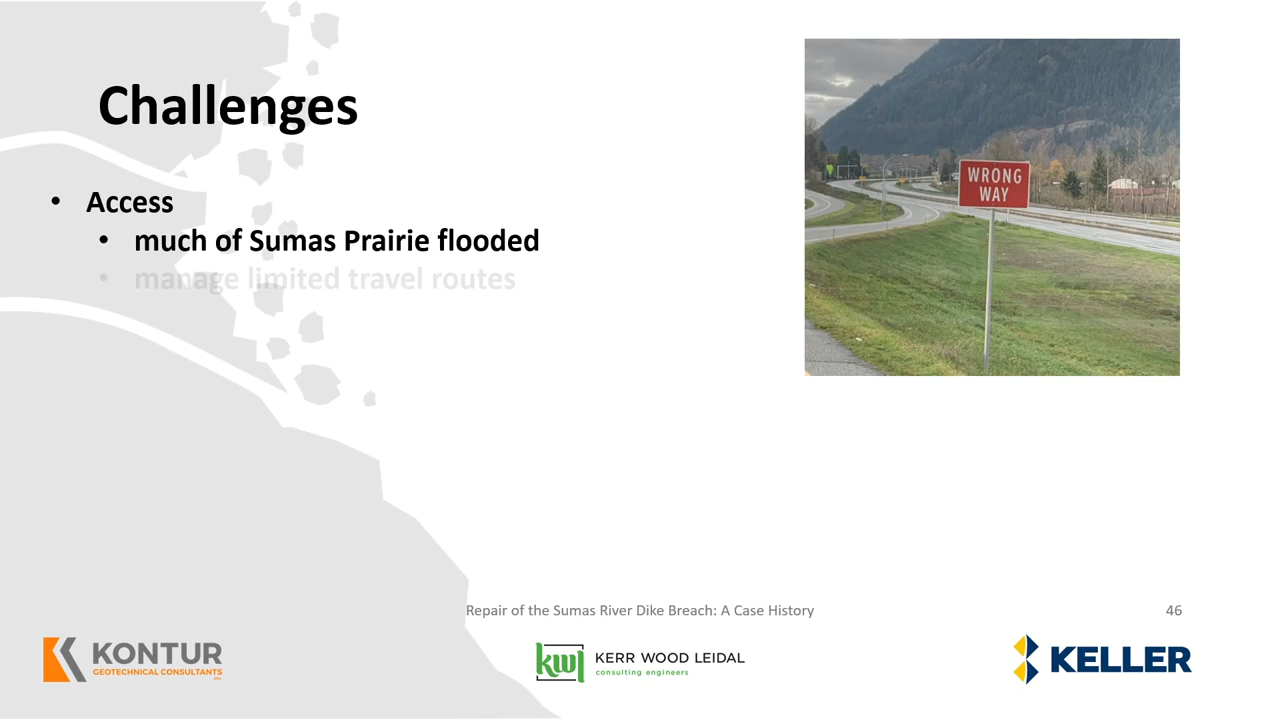 Challenges
• Access
• much of Sumas Prairie flooded
• manage limited travel routes
WRONG
WAY
Repair of the Sumas River Dike Breach: A Case History
46
KONTUR
GEOTECHNICAL CONSULTANTS
kwl
KERR WOOD LEIDAL
consulting engineers
KELLER